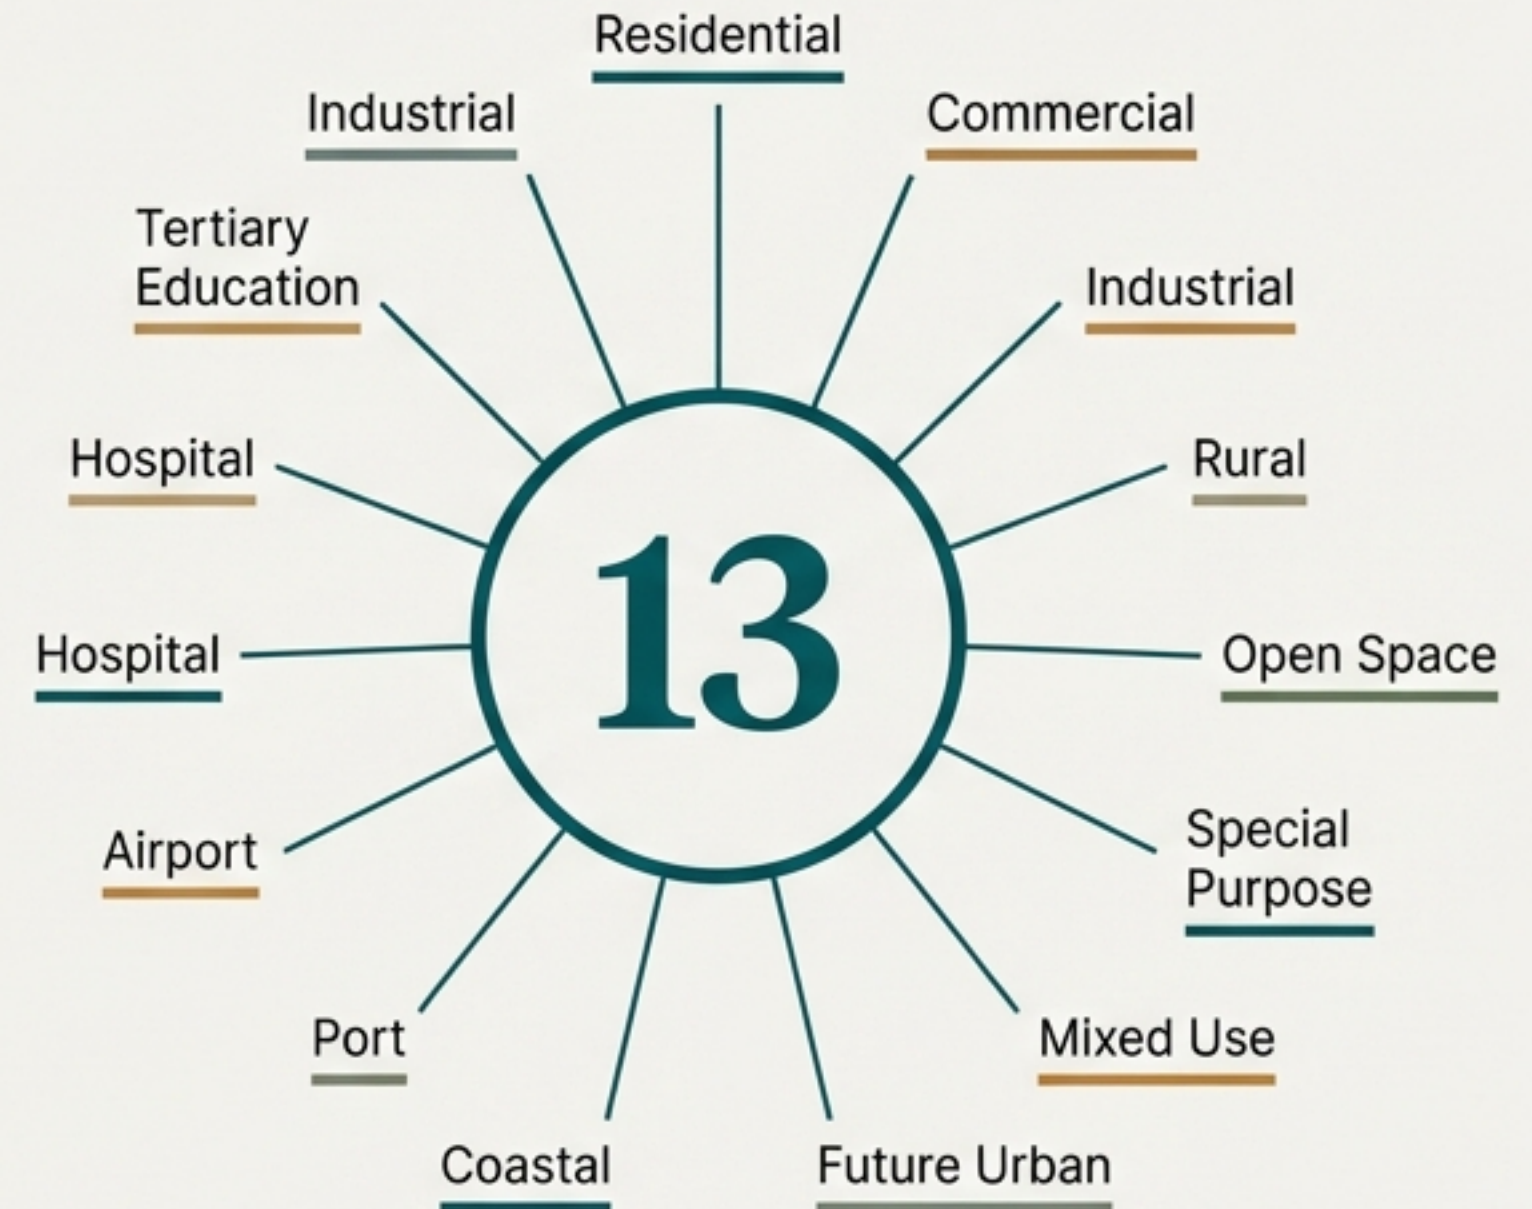 Residential
Commercial
Industrial
Rural
Open Space
Special
Purpose
Mixed Use
Future Urban
Coastal
Port
Airport
Hospital
Hospital
Tertiary
Education
Industrial
13